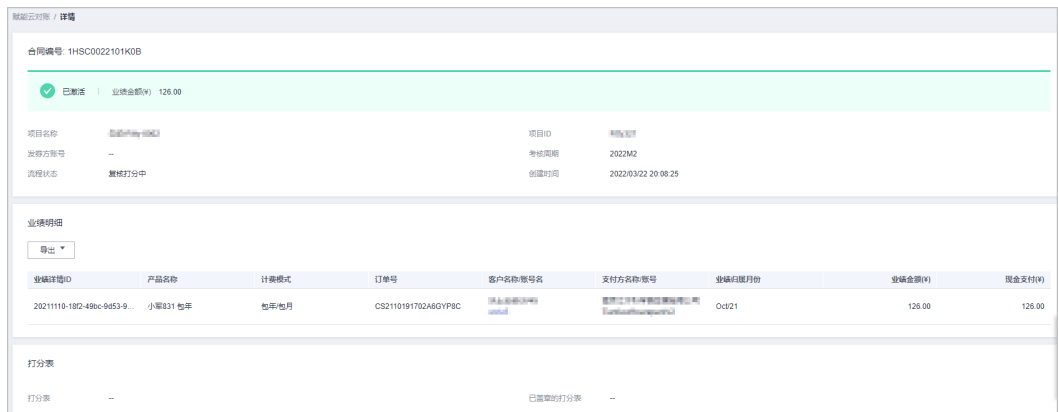 赋能云对账 / 详情
合同编号: 1HSC0022101K0B
已激活 业绩金额(¥) 126.00
项目名称 项目ID
发券方账号 -- 考核周期 2022M2
流程状态 复核打分中 创建时间 2022/03/22 20:08:25
业绩明细
导出
业绩详情ID 产品名称 计费模式 订单号 客户名称/账号名 支付方名称/账号 业绩归属月份 业绩金额(¥) 现金支付(¥)
20211110-18f2-49bc-9d53-9... 小军831 包年 包年/包月 CS2110191702A6GYP8C Oct/21 126.00 126.00
打分表
打分表 -- 已盖章的打分表 --